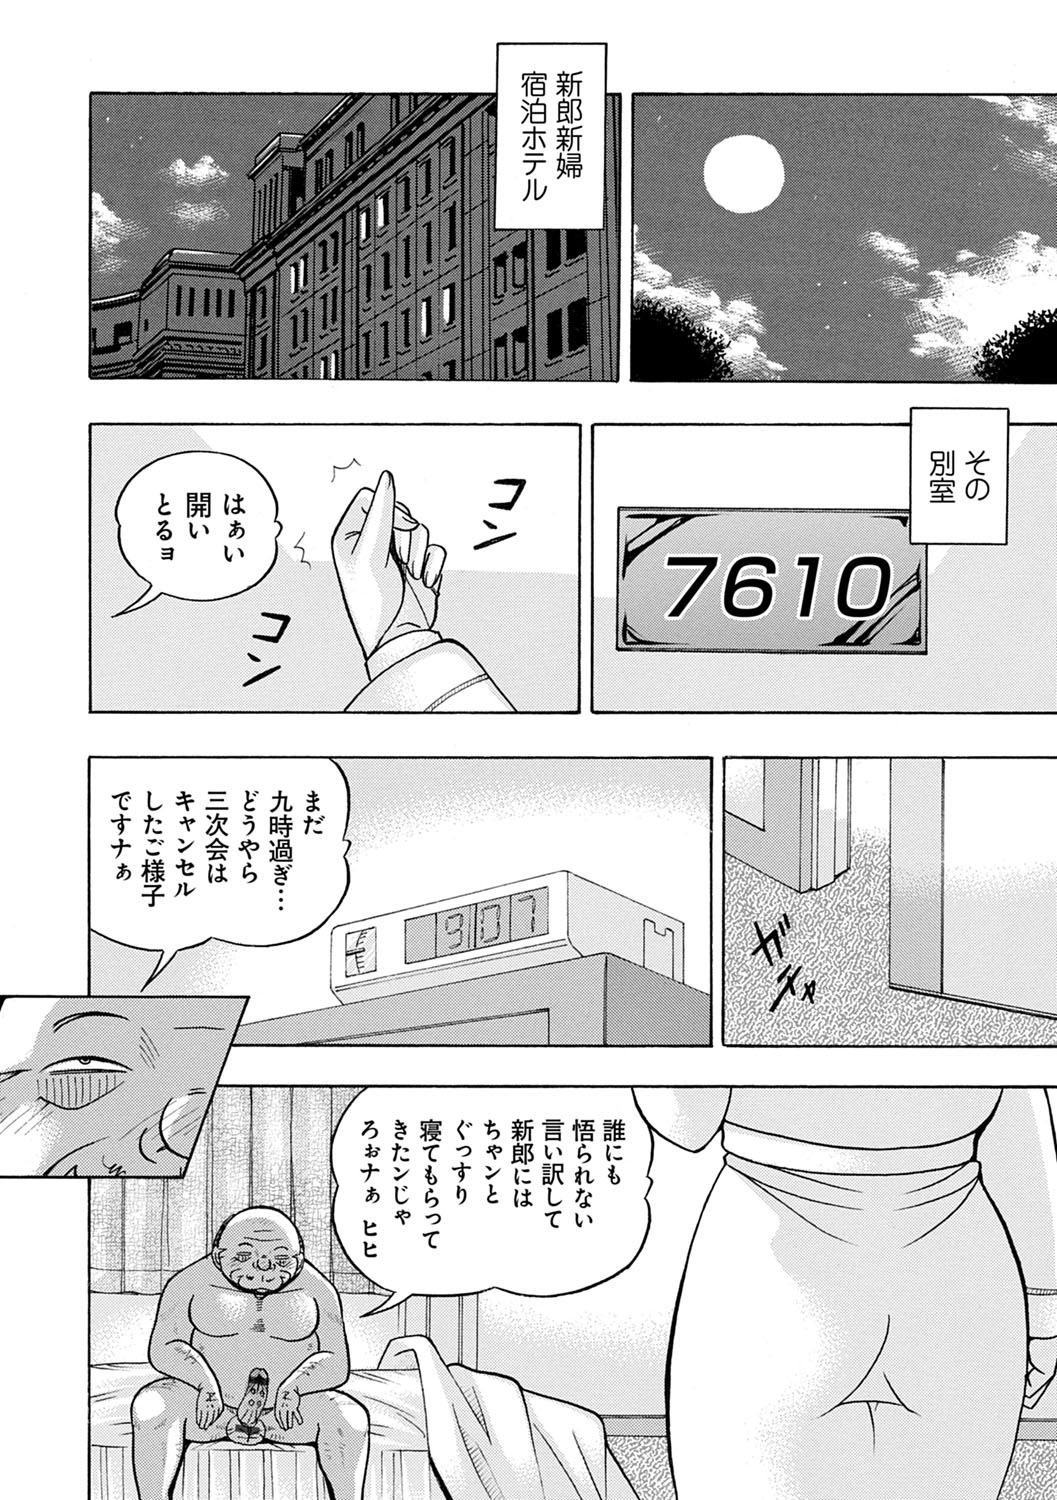 新郎新婦
宿泊ホテル
その
別室
7610
コン
コン
はぁい
開い
とるョ
ガチャ
9:07
まだ
九時過ぎ…
どうやら
三次会は
キャンセル
したご様子
ですナぁ
誰にも
悟られない
言い訳して
新郎には
ちゃンと
ぐっすり
寝てもらって
きたンじゃ
ろぉナぁ ヒヒ